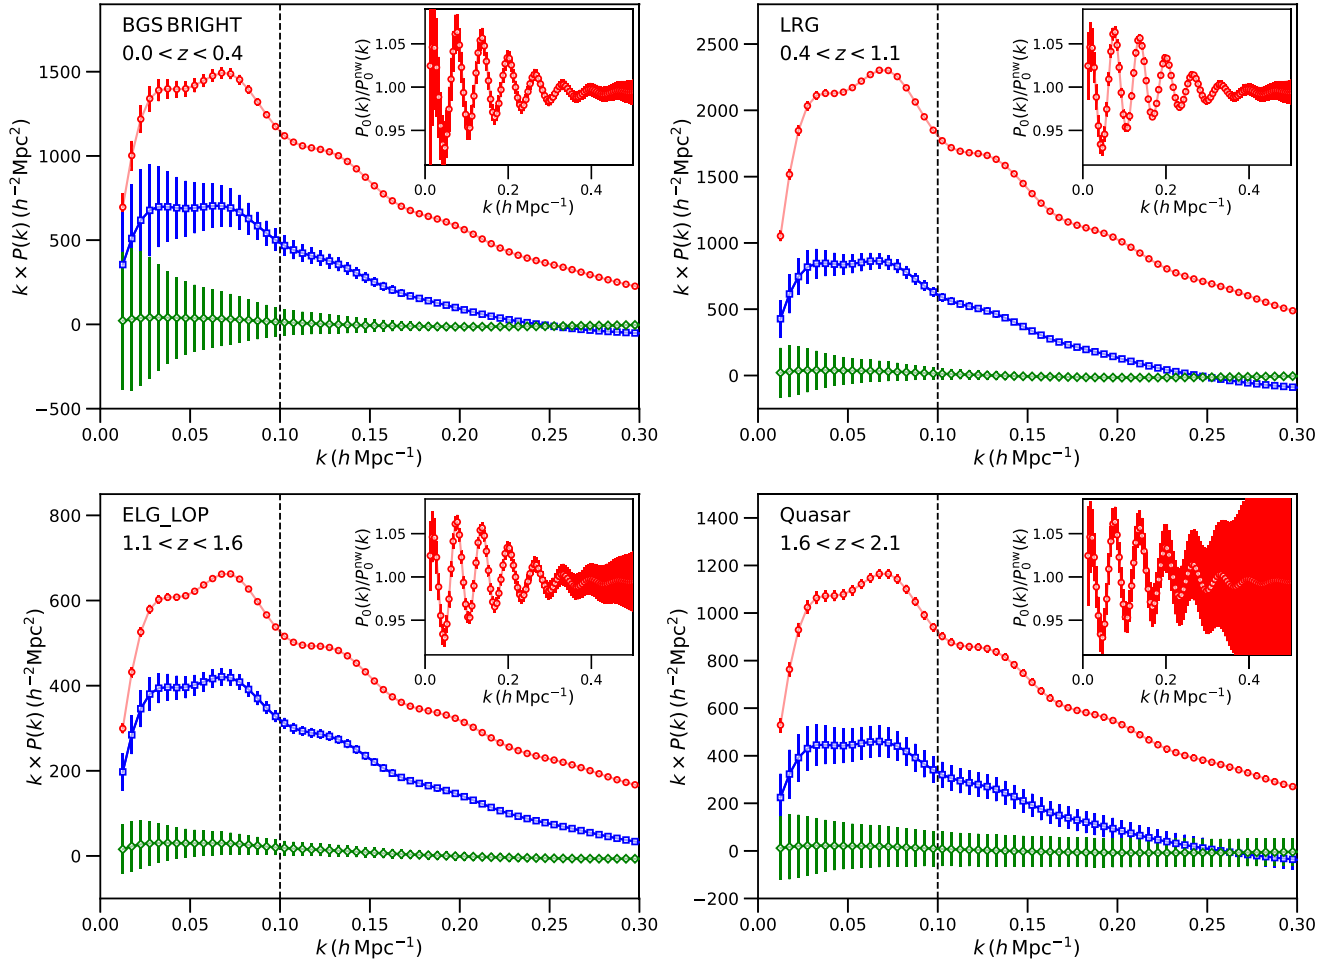 BGS BRIGHT
0.0 < z < 0.4
k × P(k) (h⁻²Mpc²)
1500
1000
500
0
−500
0.00 0.05 0.10 0.15 0.20 0.25 0.30
k (h Mpc⁻¹)
P₀(k)/P₀ⁿʷ(k)
1.05
1.00
0.95
0.0 0.2 0.4
k (h Mpc⁻¹)
LRG
0.4 < z < 1.1
k × P(k) (h⁻²Mpc²)
2500
2000
1500
1000
500
0
0.00 0.05 0.10 0.15 0.20 0.25 0.30
k (h Mpc⁻¹)
P₀(k)/P₀ⁿʷ(k)
1.05
1.00
0.95
0.0 0.2 0.4
k (h Mpc⁻¹)
ELG_LOP
1.1 < z < 1.6
k × P(k) (h⁻²Mpc²)
800
600
400
200
0
0.00 0.05 0.10 0.15 0.20 0.25 0.30
k (h Mpc⁻¹)
P₀(k)/P₀ⁿʷ(k)
1.05
1.00
0.95
0.0 0.2 0.4
k (h Mpc⁻¹)
Quasar
1.6 < z < 2.1
k × P(k) (h⁻²Mpc²)
1400
1200
1000
800
600
400
200
0
−200
0.00 0.05 0.10 0.15 0.20 0.25 0.30
k (h Mpc⁻¹)
P₀(k)/P₀ⁿʷ(k)
1.05
1.00
0.95
0.0 0.2 0.4
k (h Mpc⁻¹)